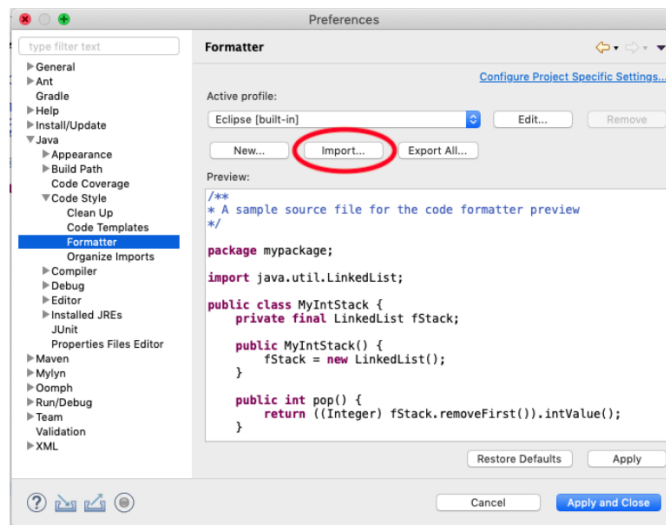 Preferences
type filter text
General
Ant
Gradle
Help
Install/Update
Java
Appearance
Build Path
Code Coverage
Code Style
Clean Up
Code Templates
Formatter
Organize Imports
Compiler
Debug
Editor
Installed JREs
JUnit
Properties Files Editor
Maven
Mylyn
Oomph
Run/Debug
Team
Validation
XML
Formatter
Configure Project Specific Settings...
Active profile:
Eclipse [built-in]
Edit...
Remove
New...
Import...
Export All...
Preview:
/**
* A sample source file for the code formatter preview
*/
package mypackage;
import java.util.LinkedList;
public class MyIntStack {
private final LinkedList fStack;
public MyIntStack() {
fStack = new LinkedList();
}
public int pop() {
return ((Integer) fStack.removeFirst()).intValue();
}
Restore Defaults
Apply
?
Cancel
Apply and Close